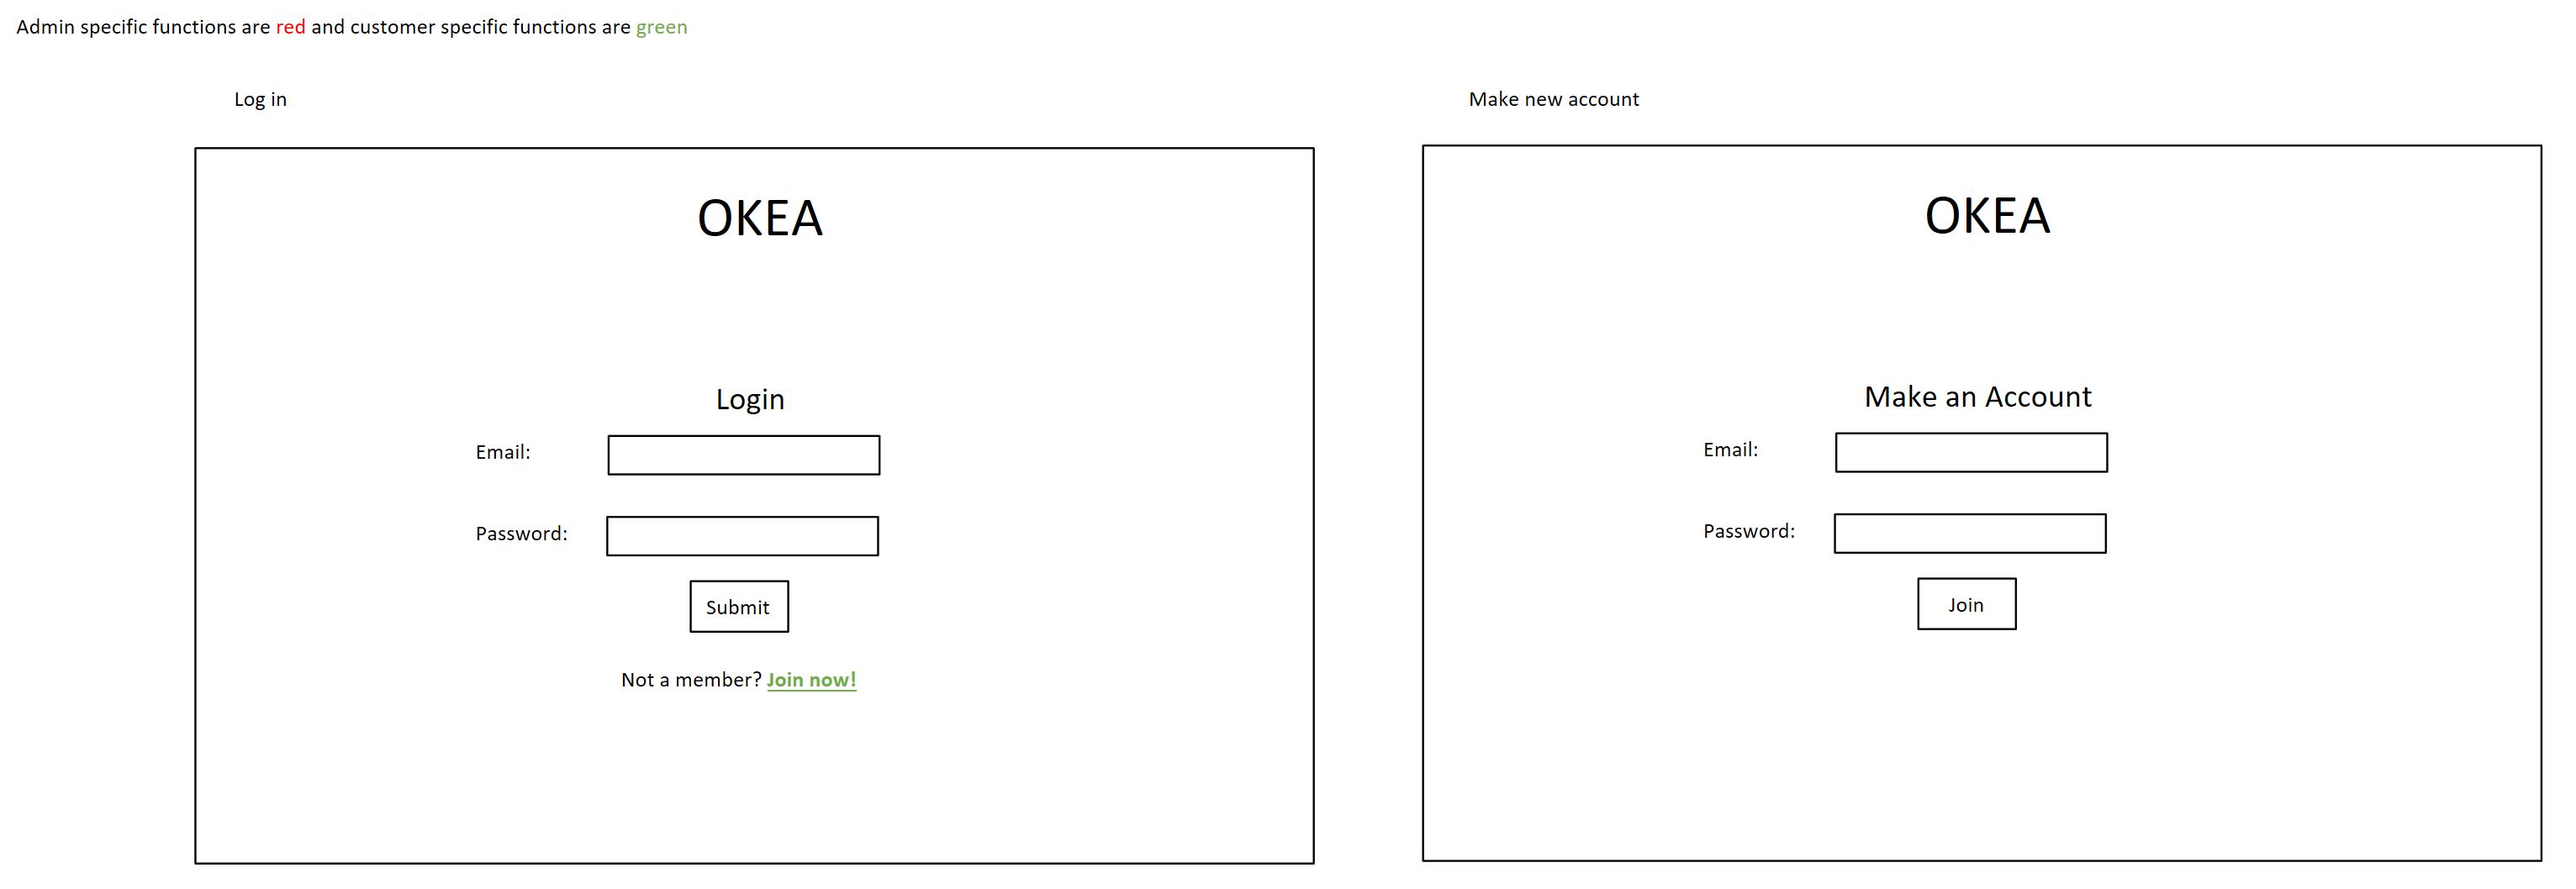 Admin specific functions are red and customer specific functions are green
Log in
OKEA
Login
Email:
Password:
Submit
Not a member? Join now!
Make new account
OKEA
Make an Account
Email:
Password:
Join